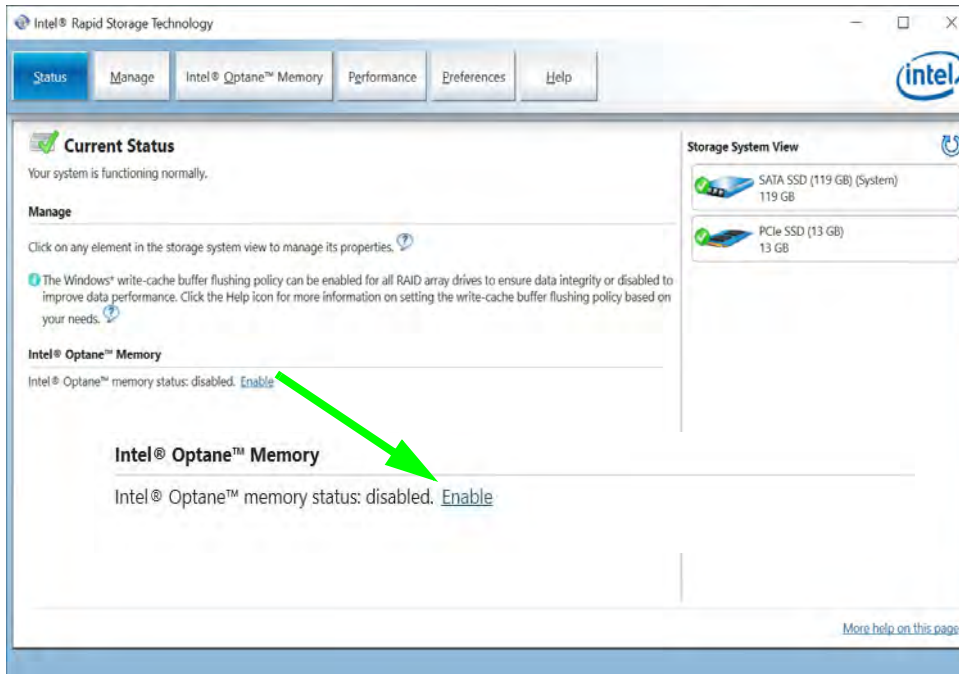 Intel® Rapid Storage Technology
Status
Manage
Intel® Optane™ Memory
Performance
Preferences
Help
intel
Current Status
Your system is functioning normally.
Manage
Click on any element in the storage system view to manage its properties.
The Windows* write-cache buffer flushing policy can be enabled for all RAID array drives to ensure data integrity or disabled to
improve data performance. Click the Help icon for more information on setting the write-cache buffer flushing policy based on
your needs.
Intel® Optane™ Memory
Intel® Optane™ memory status: disabled. Enable
Intel® Optane™ Memory
Intel® Optane™ memory status: disabled. Enable
Storage System View
SATA SSD (119 GB) (System)
119 GB
PCIe SSD (13 GB)
13 GB
More help on this page